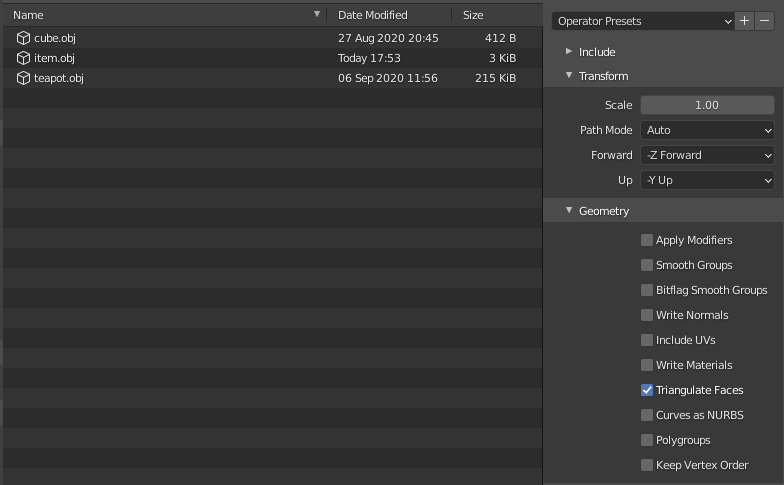 Name Date Modified Size
cube.obj 27 Aug 2020 20:45 412 B
item.obj Today 17:53 3 KiB
teapot.obj 06 Sep 2020 11:56 215 KiB
Operator Presets
Include
Transform
Scale 1.00
Path Mode Auto
Forward -Z Forward
Up -Y Up
Geometry
Apply Modifiers
Smooth Groups
Bitflag Smooth Groups
Write Normals
Include UVs
Write Materials
Triangulate Faces
Curves as NURBS
Polygroups
Keep Vertex Order